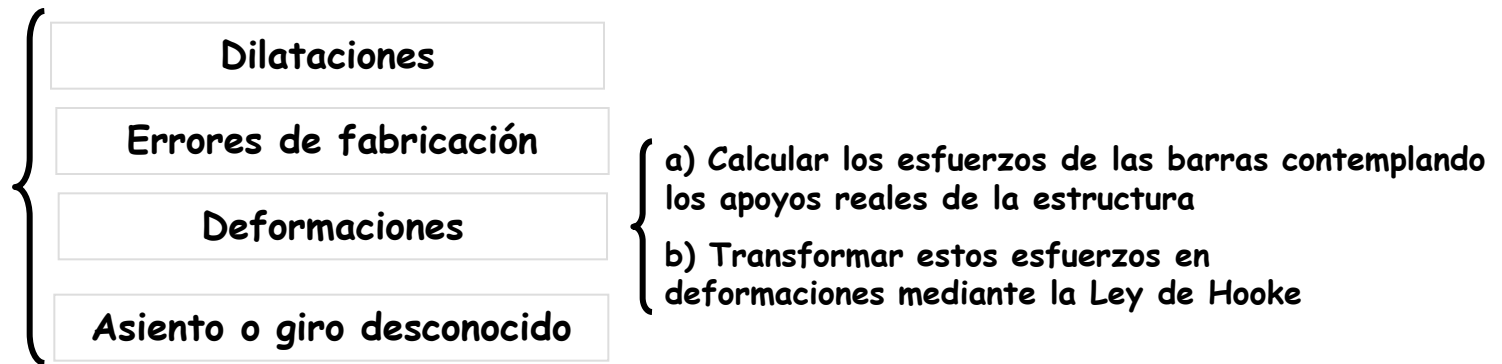 Dilataciones
Errores de fabricación
Deformaciones
Asiento o giro desconocido
a) Calcular los esfuerzos de las barras contemplando
los apoyos reales de la estructura
b) Transformar estos esfuerzos en
deformaciones mediante la Ley de Hooke